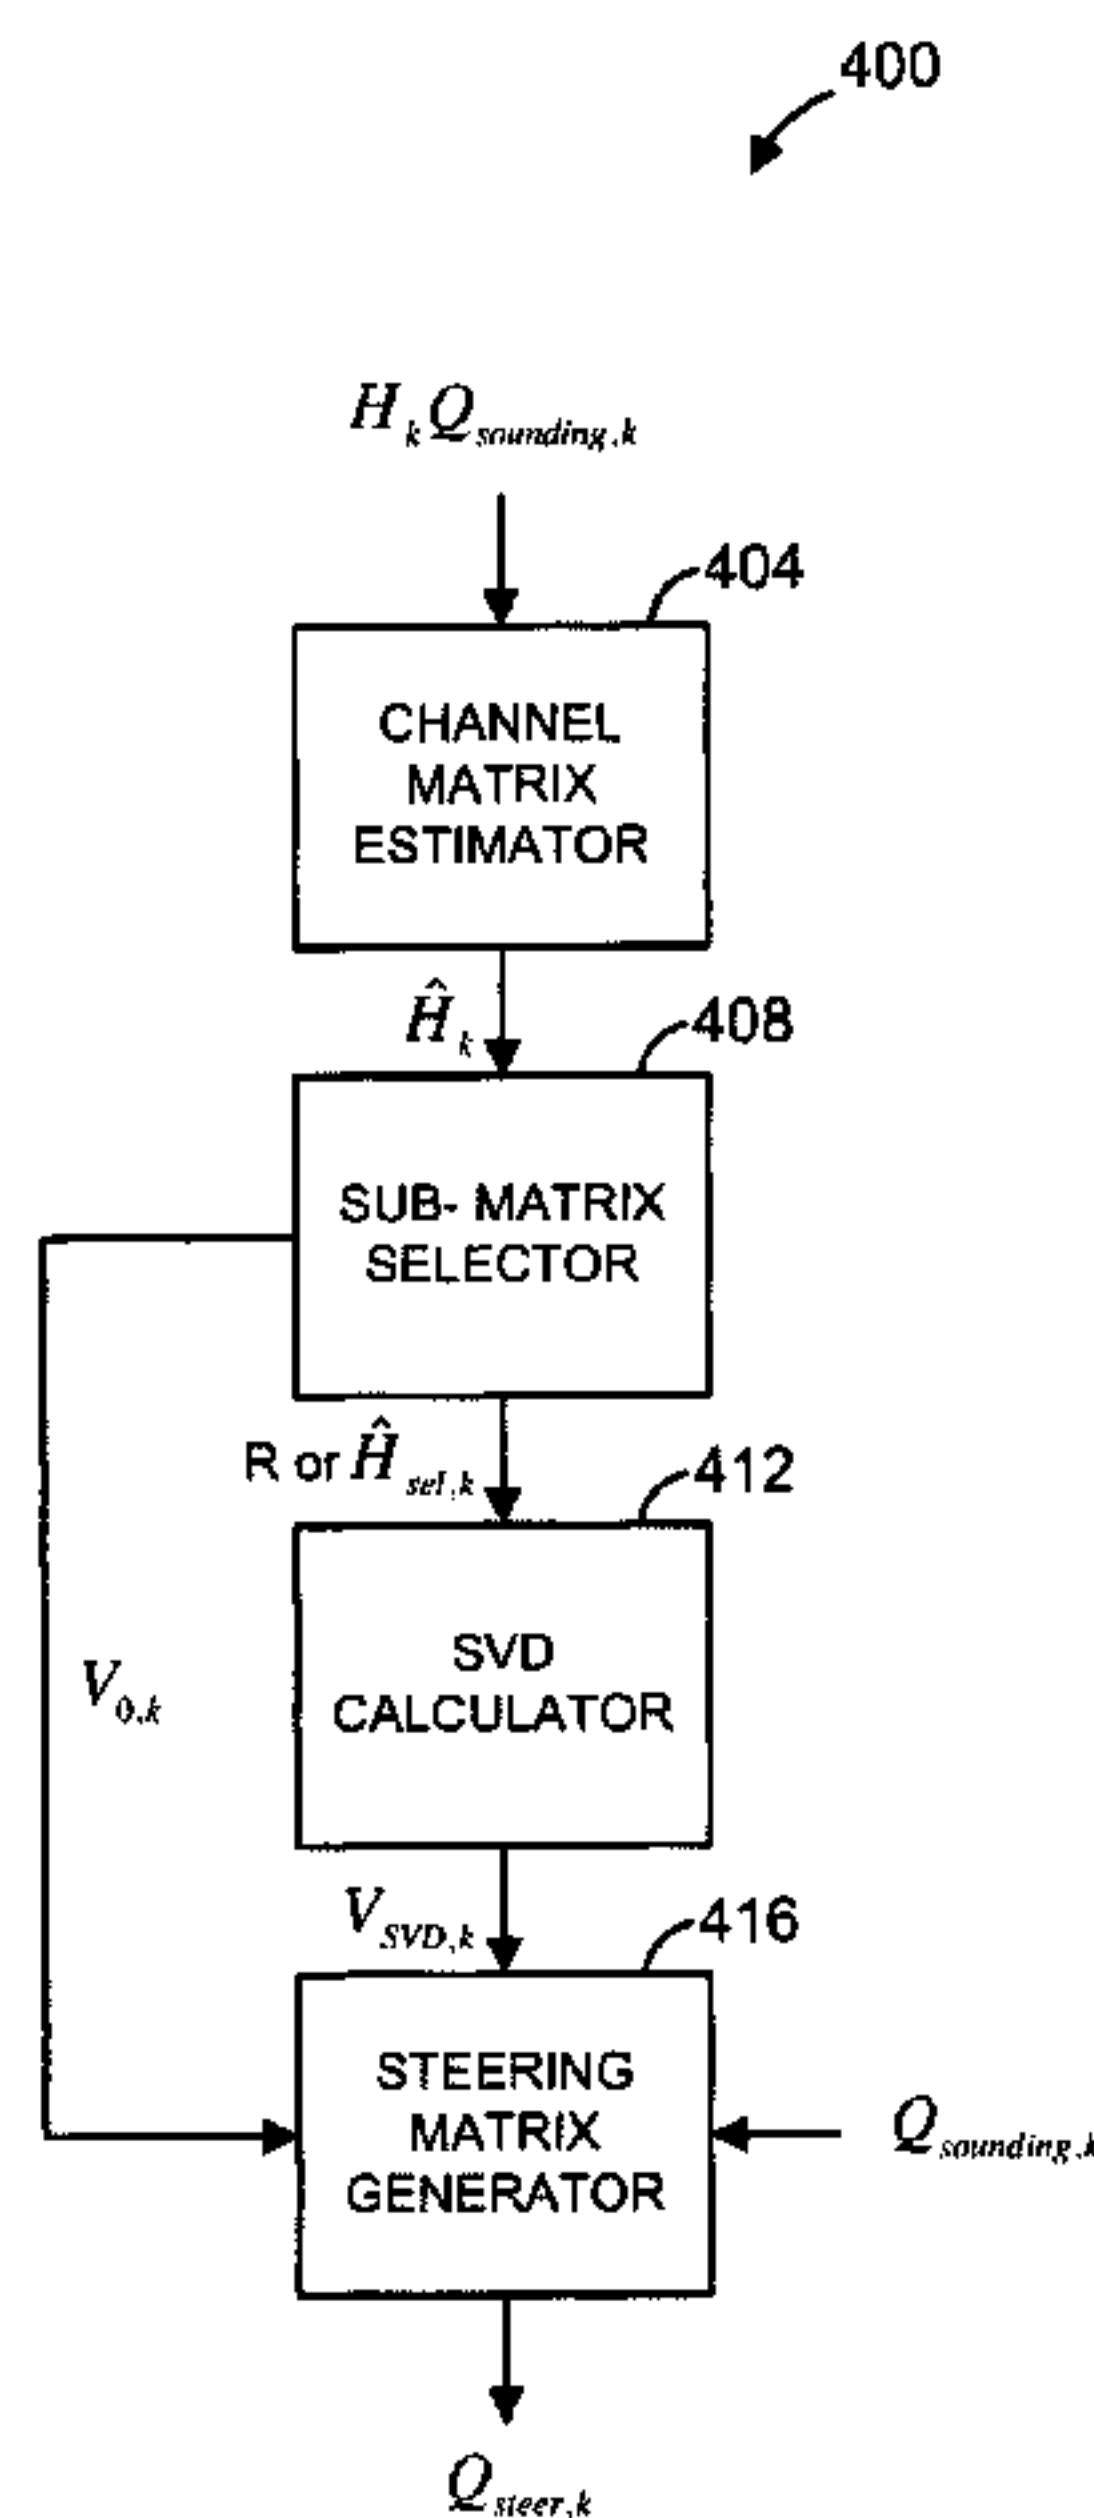 400
H_k Q_sounding,k
404
CHANNEL
MATRIX
ESTIMATOR
Ĥ_k
408
SUB- MATRIX
SELECTOR
R or Ĥ_sel,k
412
SVD
CALCULATOR
V_0,k
V_SVD,k
416
STEERING
MATRIX
GENERATOR
Q_sounding,k
Q_steer,k